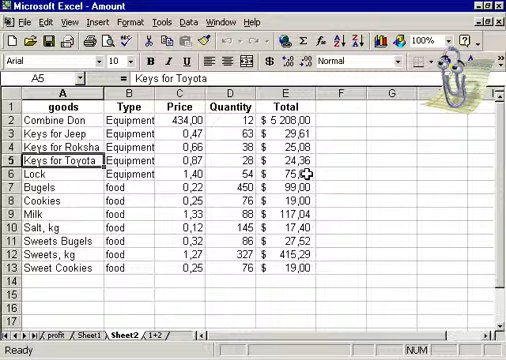 Microsoft Excel - Amount
File Edit View Insert Format Tools Data Window Help
100%
Arial 10 B I U Normal
A5 = Keys for Toyota
A B C D E F G H
1 goods Type Price Quantity Total
2 Combine Don Equipment 434,00 12 $ 5 208,00
3 Keys for Jeep Equipment 0,47 63 $ 29,61
4 Keys for Roksha Equipment 0,66 38 $ 25,08
5 Keys for Toyota Equipment 0,87 28 $ 24,36
6 Lock Equipment 1,40 54 $
7 Bugels food 0,22 450 $ 99,00
8 Cookies food 0,25 76 $ 19,00
9 Milk food 1,33 88 $ 117,04
10 Salt, kg food 0,12 145 $ 17,40
11 Sweets Bugels food 0,32 86 $ 27,52
12 Sweets, kg food 1,27 327 $ 415,29
13 Sweet Cookies food 0,25 76 $ 19,00
14
15
16
17
profit Sheet1 Sheet2 1+2
Ready NUM